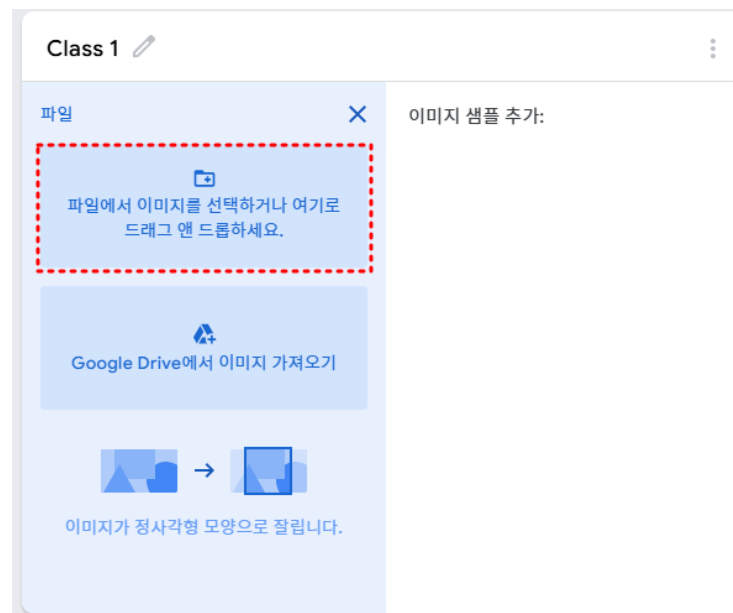 Class 1
파일
이미지 샘플 추가:
파일에서 이미지를 선택하거나 여기로
드래그 앤 드롭하세요.
Google Drive에서 이미지 가져오기
이미지가 정사각형 모양으로 잘립니다.